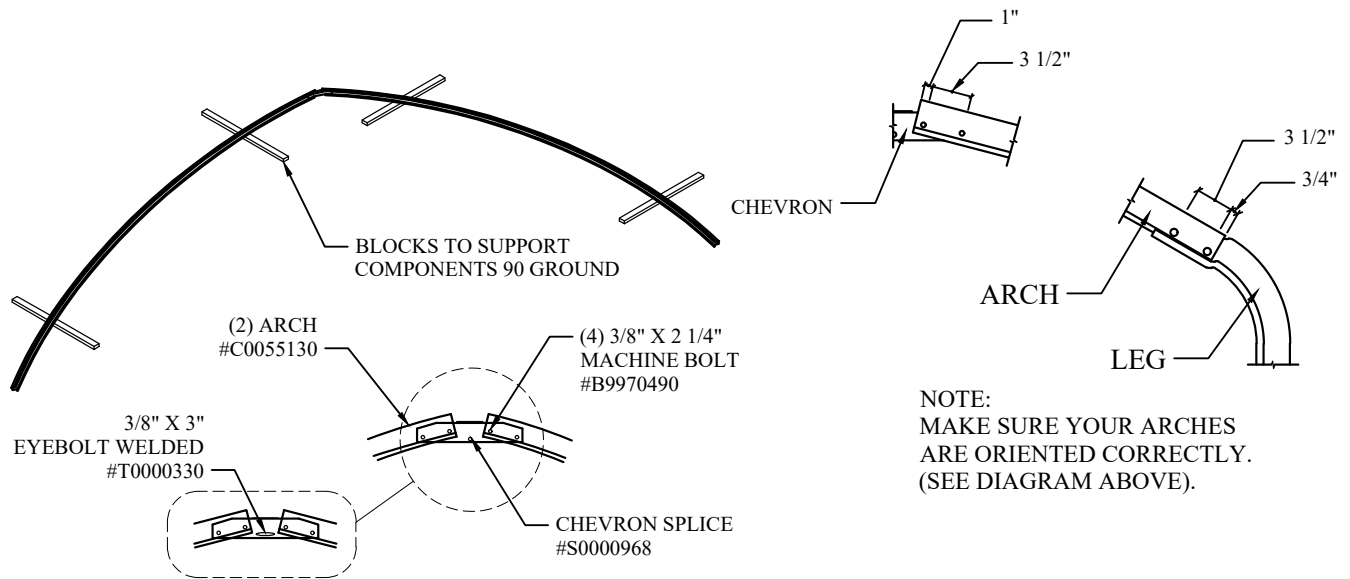 1"
3 1/2"
CHEVRON
3 1/2"
3/4"
ARCH
LEG
BLOCKS TO SUPPORT
COMPONENTS 90 GROUND
(2) ARCH
#C0055130
(4) 3/8" X 2 1/4"
MACHINE BOLT
#B9970490
3/8" X 3"
EYEBOLT WELDED
#T0000330
CHEVRON SPLICE
#S0000968
NOTE:
MAKE SURE YOUR ARCHES
ARE ORIENTED CORRECTLY.
(SEE DIAGRAM ABOVE).